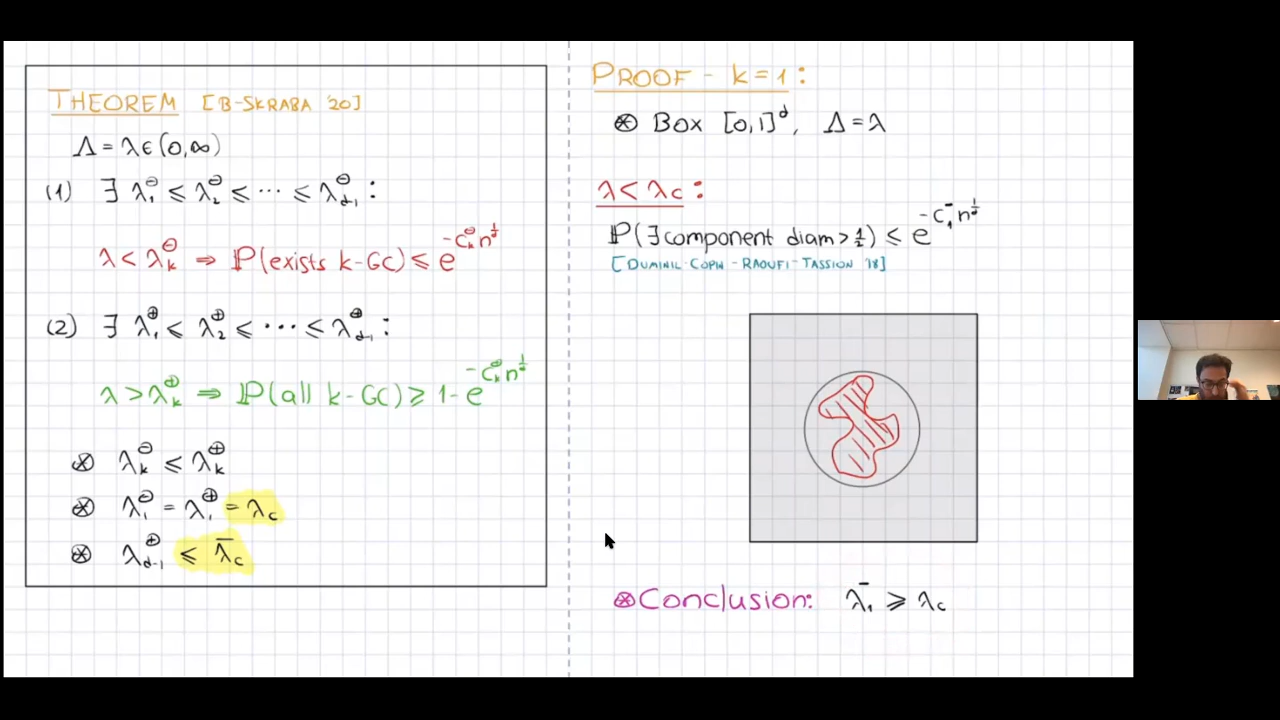 THEOREM [B-SKRABA '20]
Λ = λ ∈ (0,∞)
(1) ∃ λ₁^⊖ ≤ λ₂^⊖ ≤ ⋯ ≤ λ_{d-1}^⊖ :
λ < λ_k^⊖ ⇒ ℙ(exists k-GC) ≤ e^{-C_k^⊖ n^{1/d}}
(2) ∃ λ₁^⊕ ≤ λ₂^⊕ ≤ ⋯ ≤ λ_{d-1}^⊕ :
λ > λ_k^⊕ ⇒ ℙ(all k-GC) ≥ 1 - e^{-C_k^⊕ n^{1/d}}
⊛ λ_k^⊖ ≤ λ_k^⊕
⊛ λ₁^⊖ = λ₁^⊕ = λ_c
⊛ λ_{d-1}^⊕ ≤ λ̄_c
PROOF - k=1 :
⊛ Box [0,1]^d, Λ = λ
λ < λ_c :
ℙ(∃ component diam > 1/2) ≤ e^{-C₁^- n^{1/d}}
[DUMINIL-COPIN - RAOUFI - TASSION '18]
⊛ Conclusion: λ₁^- ≥ λ_c